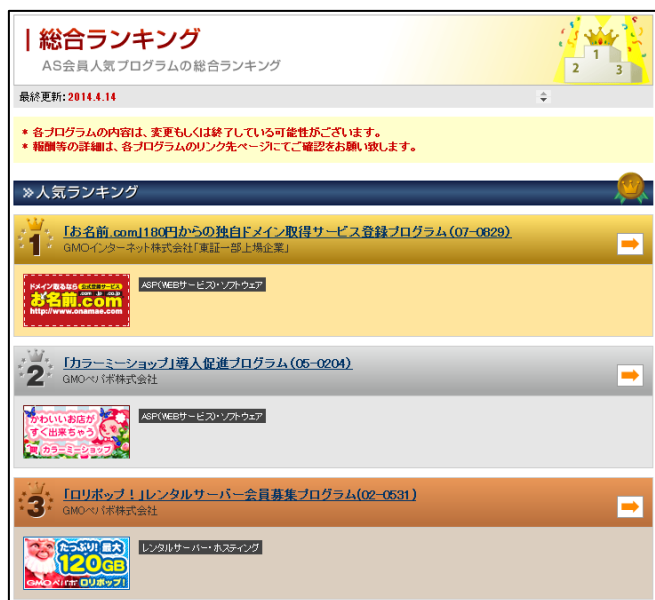 総合ランキング
AS会員人気プログラムの総合ランキング
1
2
3
最終更新:2014.4.14
* 各プログラムの内容は、変更もしくは終了している可能性がございます。
* 報酬等の詳細は、各プログラムのリンク先ページにてご確認をお願い致します。
≫人気ランキング
1
「お名前.com」180円からの独自ドメイン取得サービス登録プログラム(07-0829)
GMOインターネット株式会社「東証一部上場企業」
ドメイン取るなら 公式登録サービス
お名前.com
http://www.onamae.com
ASP(WEBサービス)・ソフトウェア
2
「カラーミーショップ」導入促進プログラム(05-0204)
GMOペパボ株式会社
かわいいお店が
すぐ出来ちゃう
カラーミーショップ
ASP(WEBサービス)・ソフトウェア
3
「ロリポップ！」レンタルサーバー会員募集プログラム(02-0531)
GMOペパボ株式会社
たっぷり! 最大
120GB
GMOペパボ ロリポップ!
レンタルサーバー・ホスティング